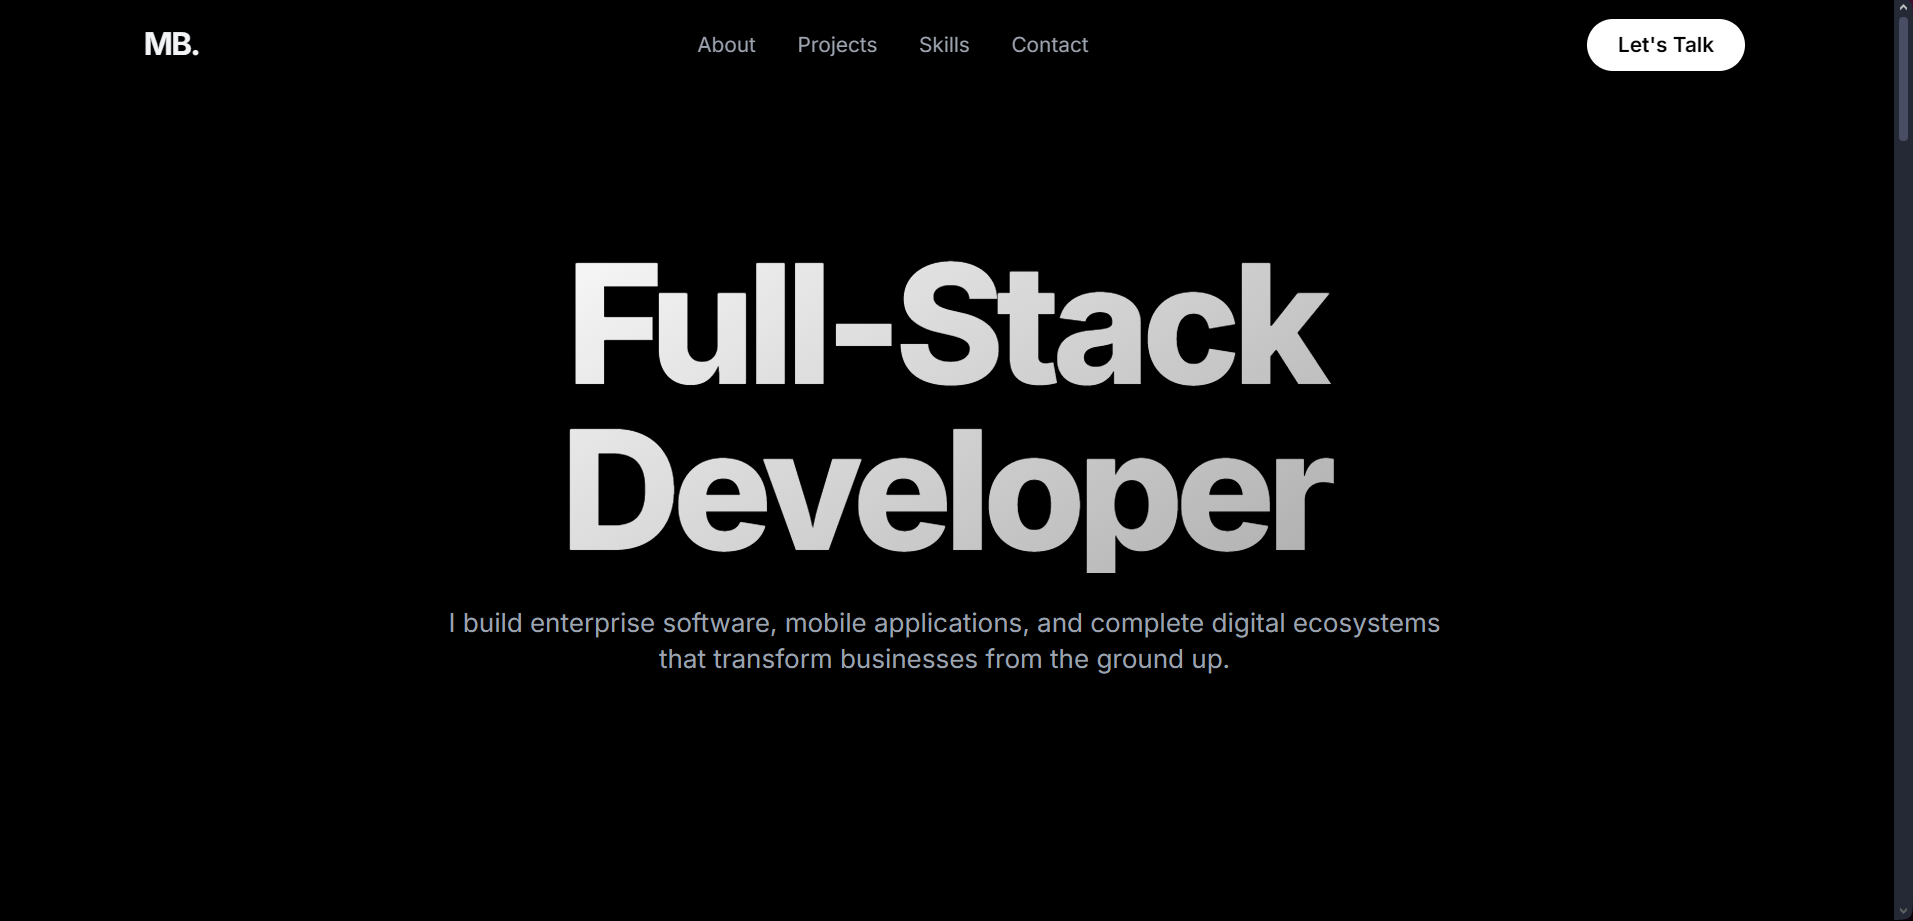 MB.
About
Projects
Skills
Contact
Let's Talk
Full-Stack
Developer
I build enterprise software, mobile applications, and complete digital ecosystems
that transform businesses from the ground up.